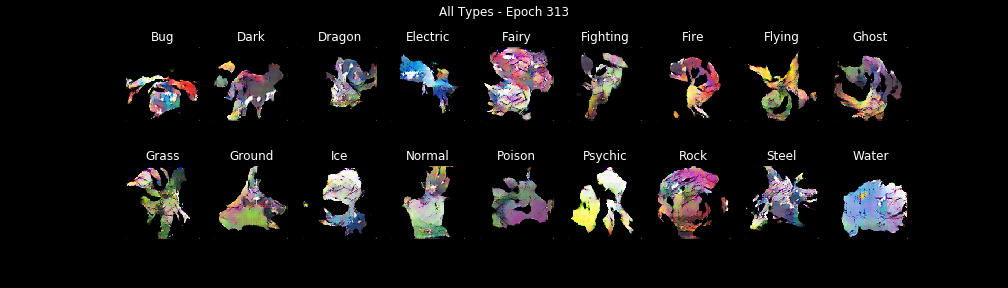 All Types - Epoch 313
Bug Dark Dragon Electric Fairy Fighting Fire Flying Ghost
Grass Ground Ice Normal Poison Psychic Rock Steel Water